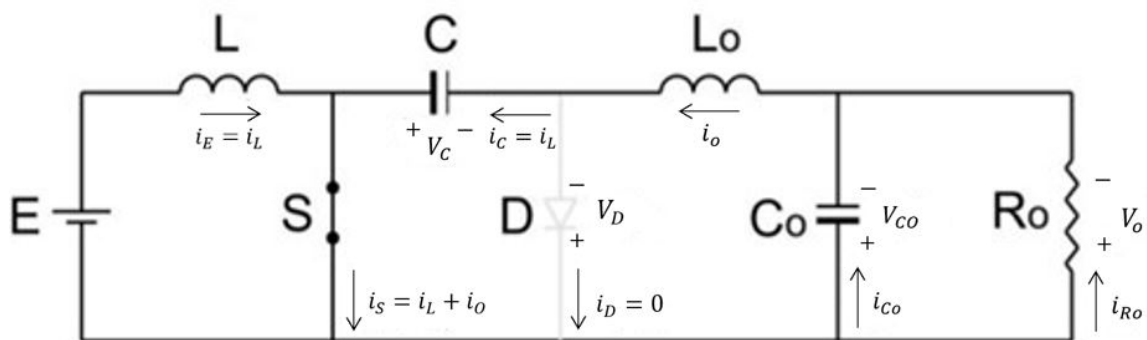 L
C
Lo
i_E = i_L
+ V_C −
i_C = i_L
i_o
E
S
D
− V_D +
Co
− V_CO +
Ro
− V_o +
i_S = i_L + i_O
i_D = 0
i_Co
i_Ro